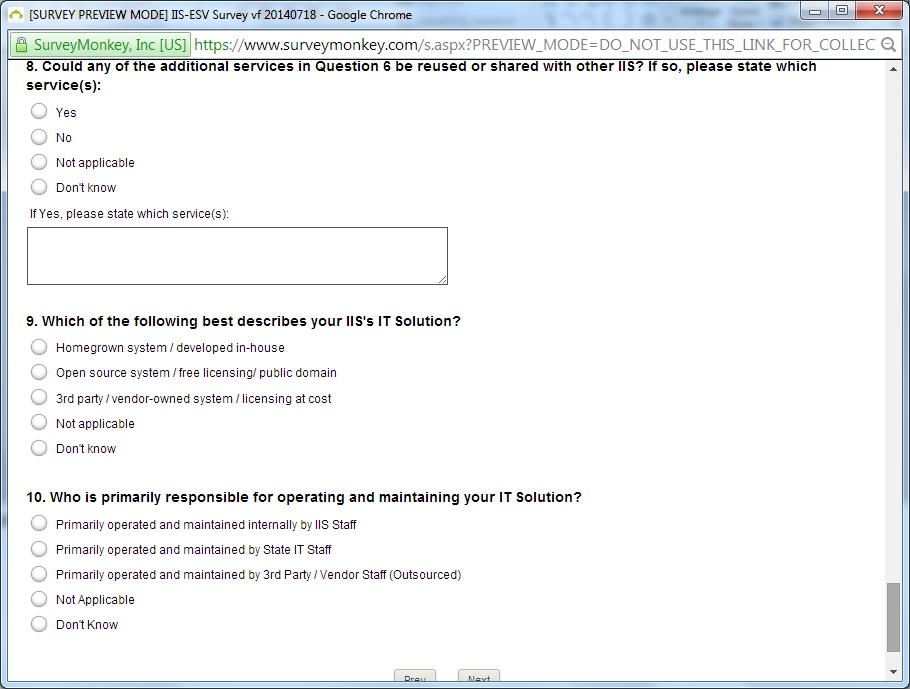 [SURVEY PREVIEW MODE] IIS-ESV Survey vf 20140718 - Google Chrome
SurveyMonkey, Inc [US] https://www.surveymonkey.com/s.aspx?PREVIEW_MODE=DO_NOT_USE_THIS_LINK_FOR_COLLEC
8. Could any of the additional services in Question 6 be reused or shared with other IIS? If so, please state which
service(s):
Yes
No
Not applicable
Don't know
If Yes, please state which service(s):
9. Which of the following best describes your IIS's IT Solution?
Homegrown system / developed in-house
Open source system / free licensing/ public domain
3rd party / vendor-owned system / licensing at cost
Not applicable
Don't know
10. Who is primarily responsible for operating and maintaining your IT Solution?
Primarily operated and maintained internally by IIS Staff
Primarily operated and maintained by State IT Staff
Primarily operated and maintained by 3rd Party / Vendor Staff (Outsourced)
Not Applicable
Don't Know
Prev Next